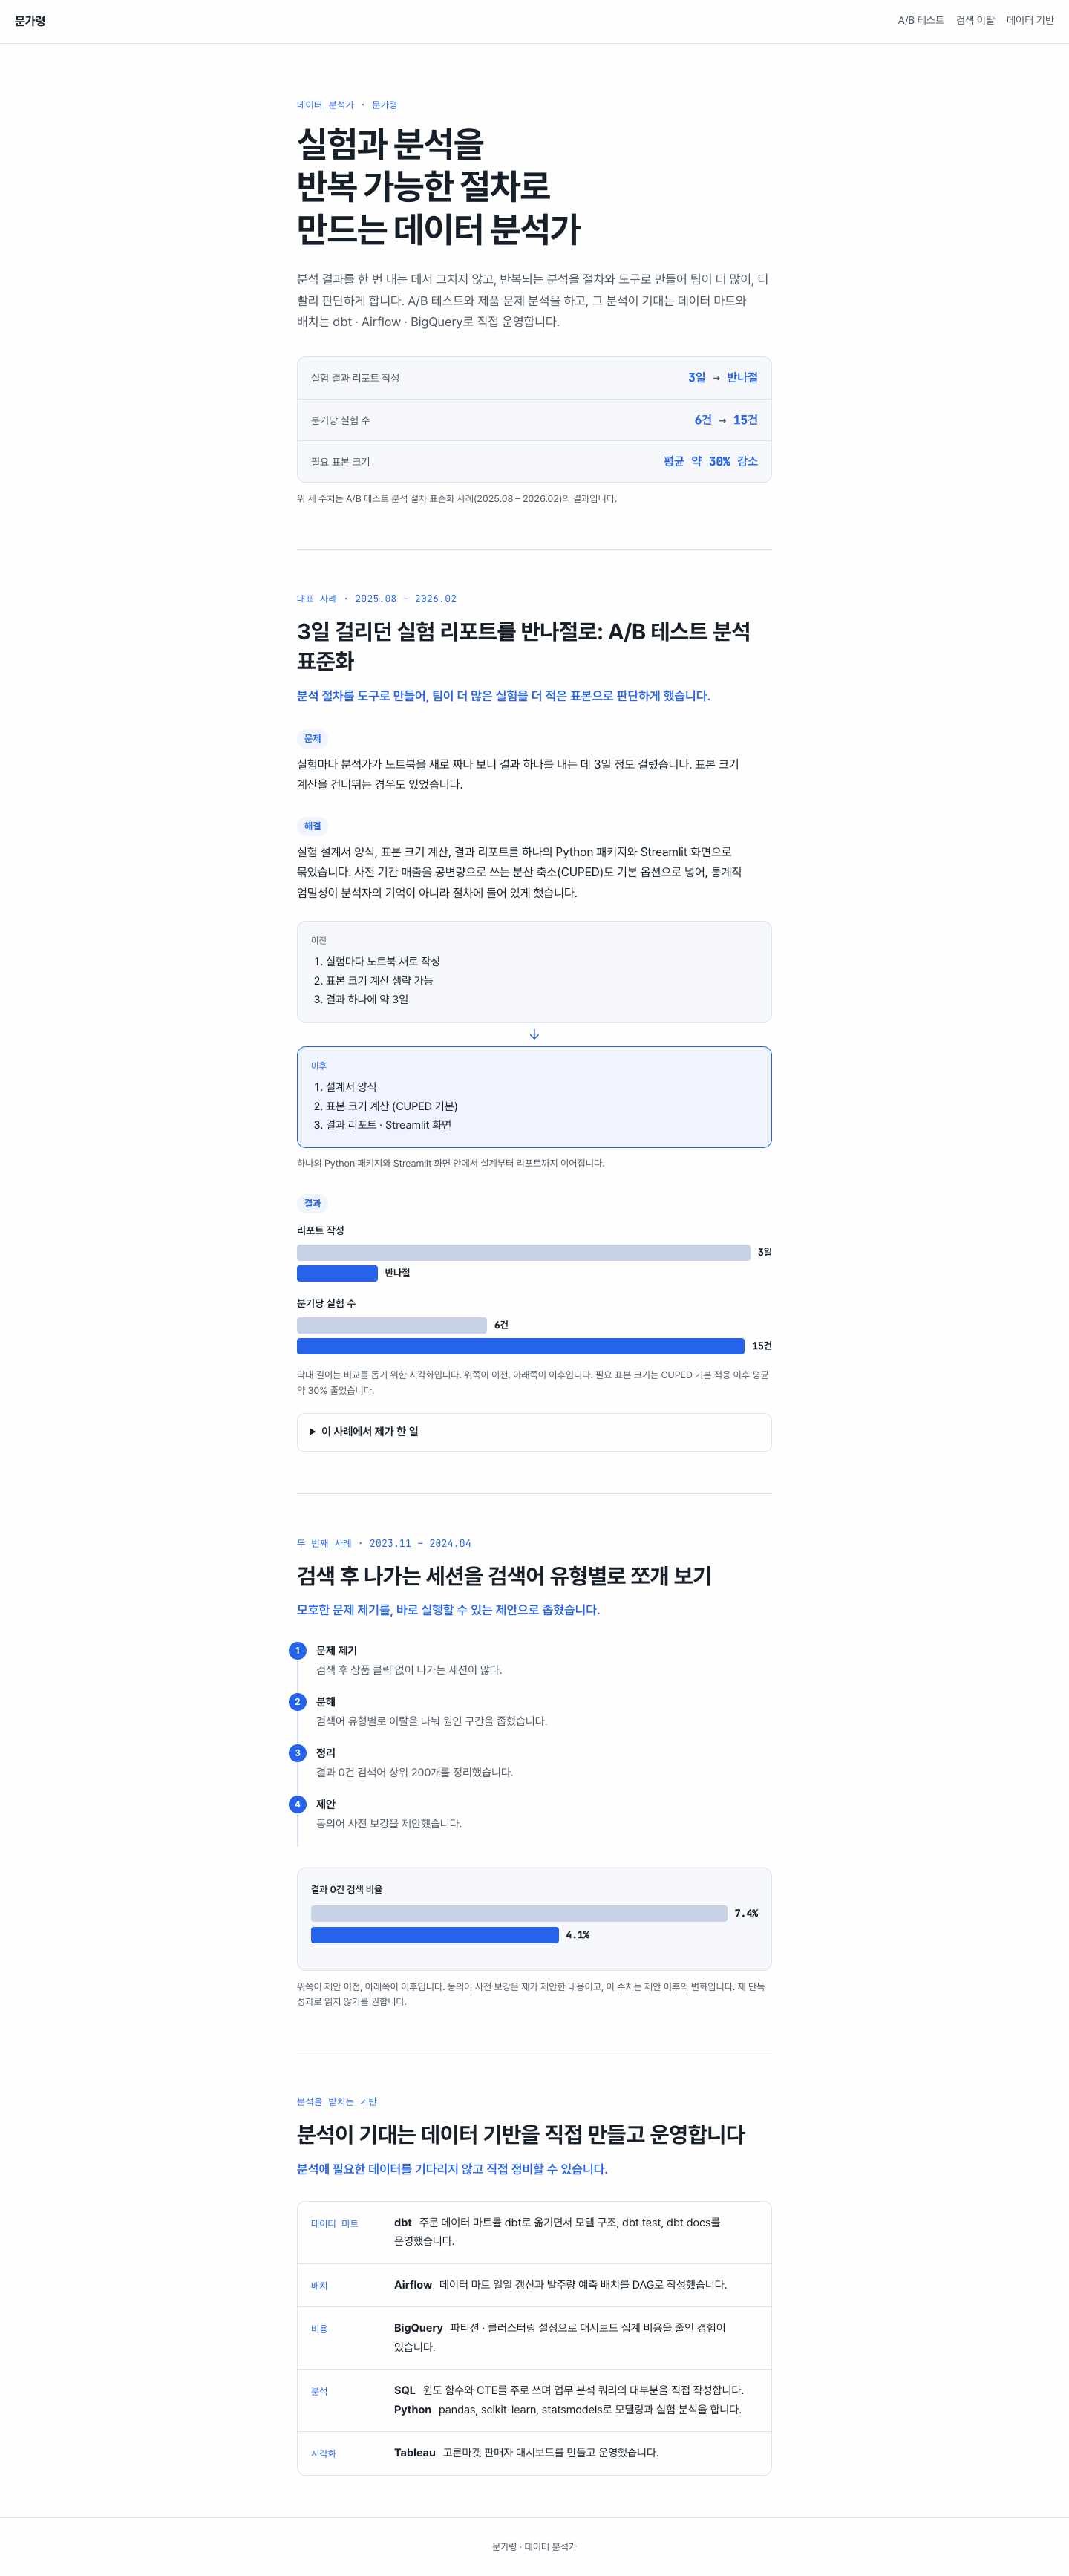 문가령
A/B 테스트 검색 이탈 데이터 기반
데이터 분석가 · 문가령
실험과 분석을
반복 가능한 절차로
만드는 데이터 분석가
분석 결과를 한 번 내는 데서 그치지 않고, 반복되는 분석을 절차와 도구로 만들어 팀이 더 많이, 더
빨리 판단하게 합니다. A/B 테스트와 제품 문제 분석을 하고, 그 분석이 기대는 데이터 마트와
배치는 dbt · Airflow · BigQuery로 직접 운영합니다.
실험 결과 리포트 작성 3일 → 반나절
분기당 실험 수 6건 → 15건
필요 표본 크기 평균 약 30% 감소
위 세 수치는 A/B 테스트 분석 절차 표준화 사례(2025.08 – 2026.02)의 결과입니다.
대표 사례 · 2025.08 – 2026.02
3일 걸리던 실험 리포트를 반나절로: A/B 테스트 분석
표준화
분석 절차를 도구로 만들어, 팀이 더 많은 실험을 더 적은 표본으로 판단하게 했습니다.
문제
실험마다 분석가가 노트북을 새로 짜다 보니 결과 하나를 내는 데 3일 정도 걸렸습니다. 표본 크기
계산을 건너뛰는 경우도 있었습니다.
해결
실험 설계서 양식, 표본 크기 계산, 결과 리포트를 하나의 Python 패키지와 Streamlit 화면으로
묶었습니다. 사전 기간 매출을 공변량으로 쓰는 분산 축소(CUPED)도 기본 옵션으로 넣어, 통계적
엄밀성이 분석자의 기억이 아니라 절차에 들어 있게 했습니다.
이전
1. 실험마다 노트북 새로 작성
2. 표본 크기 계산 생략 가능
3. 결과 하나에 약 3일
↓
이후
1. 설계서 양식
2. 표본 크기 계산 (CUPED 기본)
3. 결과 리포트 · Streamlit 화면
하나의 Python 패키지와 Streamlit 화면 안에서 설계부터 리포트까지 이어집니다.
결과
리포트 작성
3일
반나절
분기당 실험 수
6건
15건
막대 길이는 비교를 돕기 위한 시각화입니다. 위쪽이 이전, 아래쪽이 이후입니다. 필요 표본 크기는 CUPED 기본 적용 이후 평균
약 30% 줄었습니다.
▶ 이 사례에서 제가 한 일
두 번째 사례 · 2023.11 – 2024.04
검색 후 나가는 세션을 검색어 유형별로 쪼개 보기
모호한 문제 제기를, 바로 실행할 수 있는 제안으로 좁혔습니다.
1 문제 제기
검색 후 상품 클릭 없이 나가는 세션이 많다.
2 분해
검색어 유형별로 이탈을 나눠 원인 구간을 좁혔습니다.
3 정리
결과 0건 검색어 상위 200개를 정리했습니다.
4 제안
동의어 사전 보강을 제안했습니다.
결과 0건 검색 비율
7.4%
4.1%
위쪽이 제안 이전, 아래쪽이 이후입니다. 동의어 사전 보강은 제가 제안한 내용이고, 이 수치는 제안 이후의 변화입니다. 제 단독
성과로 읽지 않기를 권합니다.
분석을 받치는 기반
분석이 기대는 데이터 기반을 직접 만들고 운영합니다
분석에 필요한 데이터를 기다리지 않고 직접 정비할 수 있습니다.
데이터 마트 dbt 주문 데이터 마트를 dbt로 옮기면서 모델 구조, dbt test, dbt docs를
운영했습니다.
배치 Airflow 데이터 마트 일일 갱신과 발주량 예측 배치를 DAG로 작성했습니다.
비용 BigQuery 파티션 · 클러스터링 설정으로 대시보드 집계 비용을 줄인 경험이
있습니다.
분석 SQL 윈도 함수와 CTE를 주로 쓰며 업무 분석 쿼리의 대부분을 직접 작성합니다.
Python pandas, scikit-learn, statsmodels로 모델링과 실험 분석을 합니다.
시각화 Tableau 고른마켓 판매자 대시보드를 만들고 운영했습니다.
문가령 · 데이터 분석가